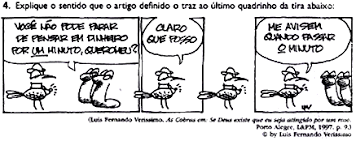 4. Explique o sentido que o artigo definido o traz ao último quadrinho da tira abaixo:
VOCÊ NÃO PODE PARAR
DE PENSAR EM DINHEIRO
POR UM MINUTO, QUEROMEU?
CLARO
QUE POSSO
ME AVISEM
QUANDO PASSAR
O MINUTO
(Luis Fernando Verissimo. As Cobras em: Se Deus existe que eu seja atingido por um raio.
Porto Alegre, L&PM, 1997. p. 9.)
© by Luis Fernando Verissimo